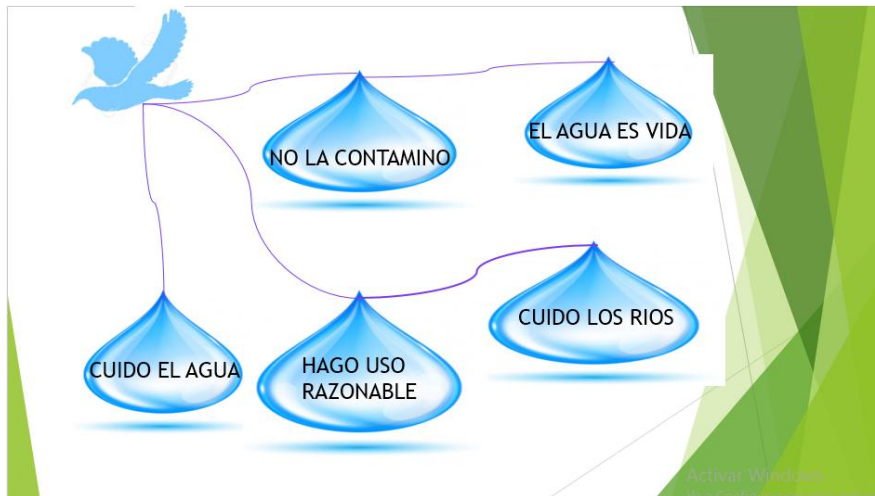 EL AGUA ES VIDA
NO LA CONTAMINO
CUIDO LOS RIOS
CUIDO EL AGUA
HAGO USO
RAZONABLE
Activar Windows